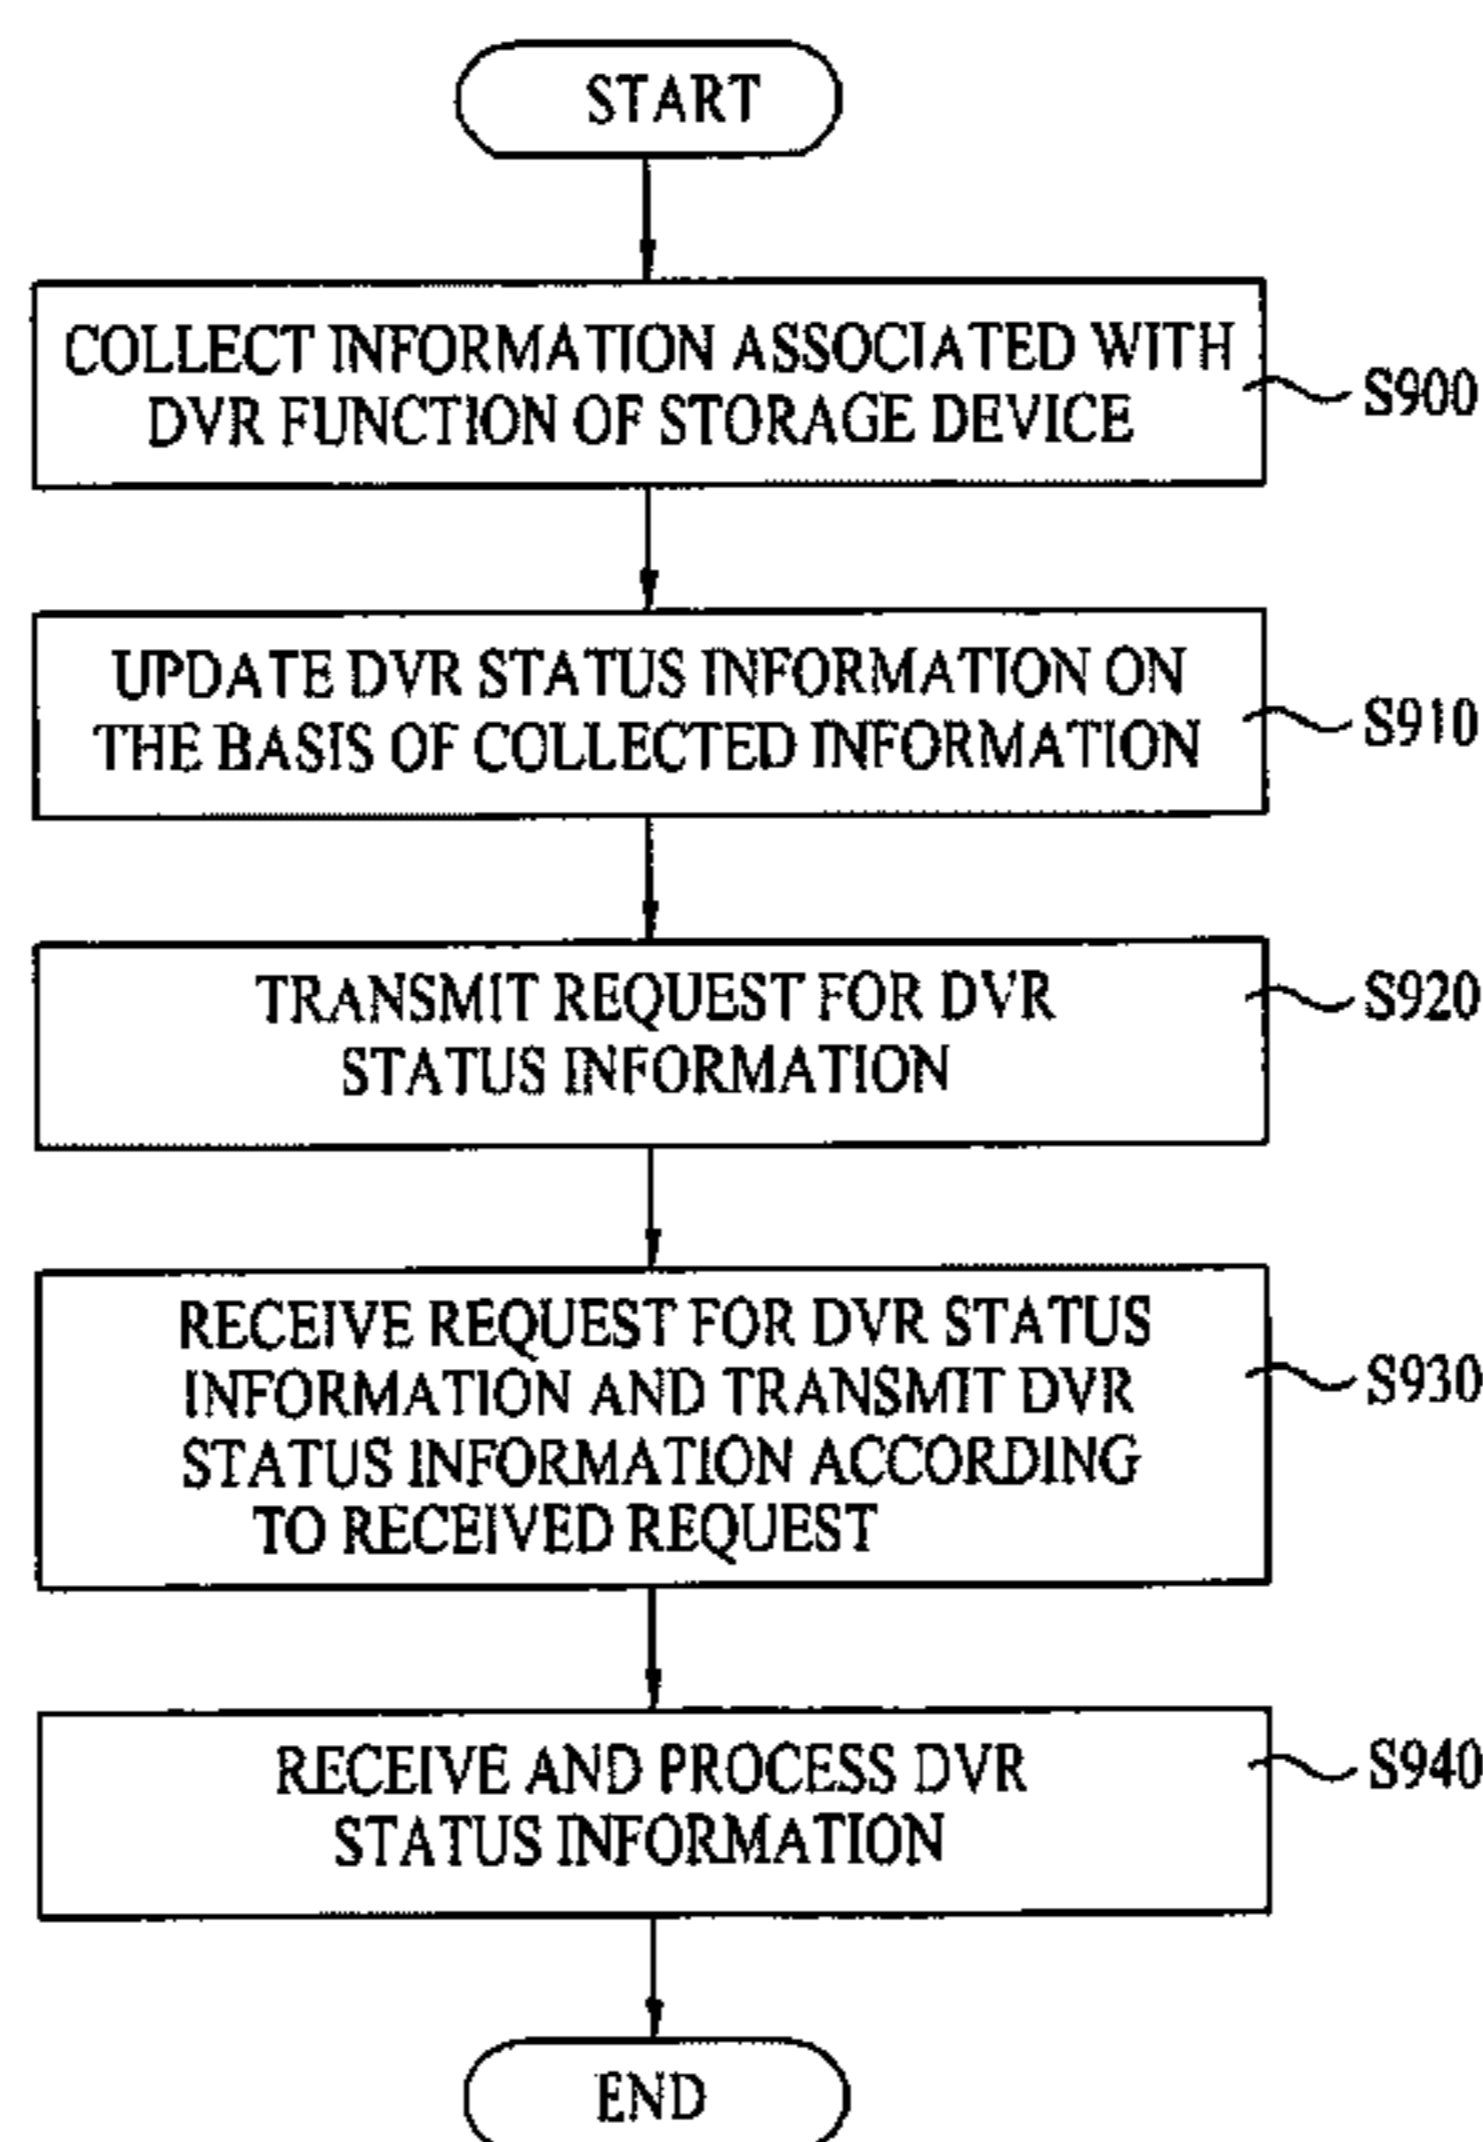 START
COLLECT INFORMATION ASSOCIATED WITH
DVR FUNCTION OF STORAGE DEVICE
S900
UPDATE DVR STATUS INFORMATION ON
THE BASIS OF COLLECTED INFORMATION
S910
TRANSMIT REQUEST FOR DVR
STATUS INFORMATION
S920
RECEIVE REQUEST FOR DVR STATUS
INFORMATION AND TRANSMIT DVR
STATUS INFORMATION ACCORDING
TO RECEIVED REQUEST
S930
RECEIVE AND PROCESS DVR
STATUS INFORMATION
S940
END